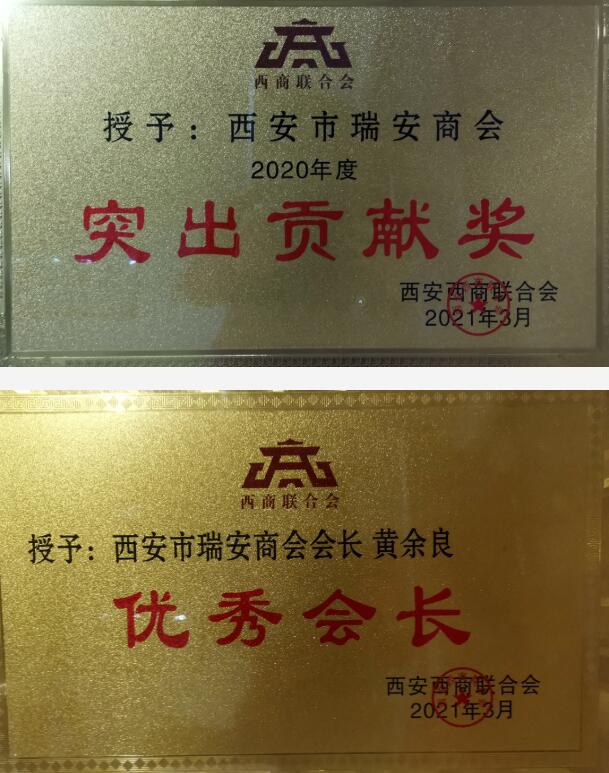 西商联合会
授予：西安市瑞安商会
2020年度
突出贡献奖
西安西商联合会
2021年3月
西商联合会
授予：西安市瑞安商会会长 黄余良
优秀会长
西安西商联合会
2021年3月